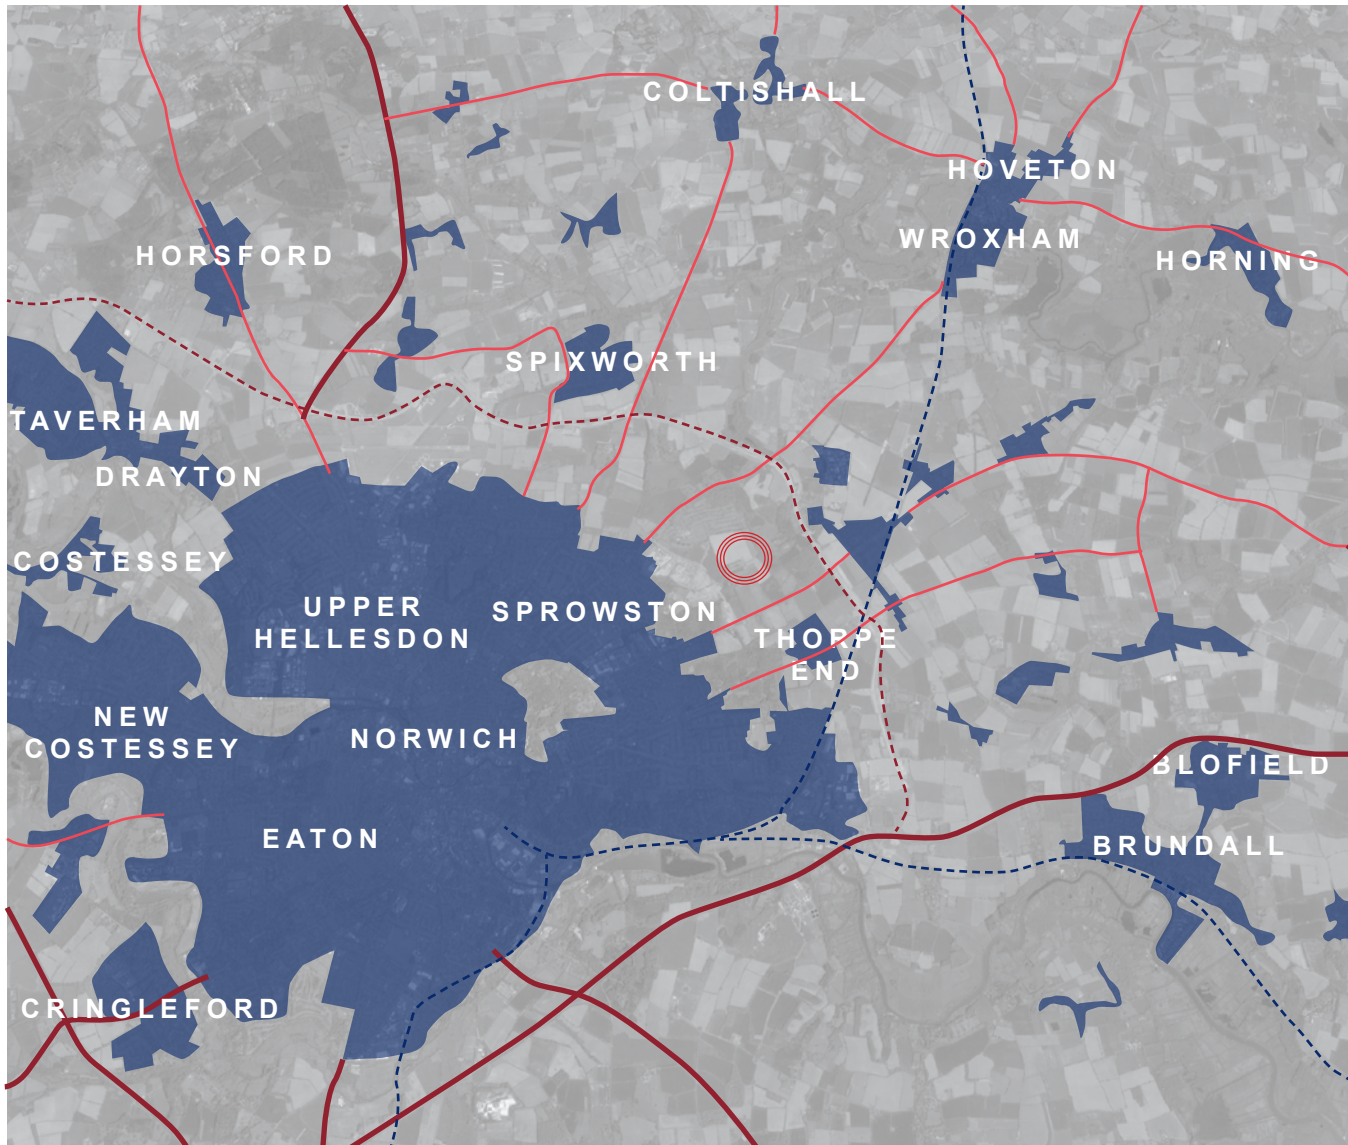 COLTISHALL
HOVETON
WROXHAM
HORSFORD
HORNING
SPIXWORTH
TAVERHAM
DRAYTON
COSTESSEY
UPPER
HELLESDON
SPROWSTON
THORPE
END
NEW
COSTESSEY
NORWICH
BLOFIELD
EATON
BRUNDALL
CRINGLEFORD